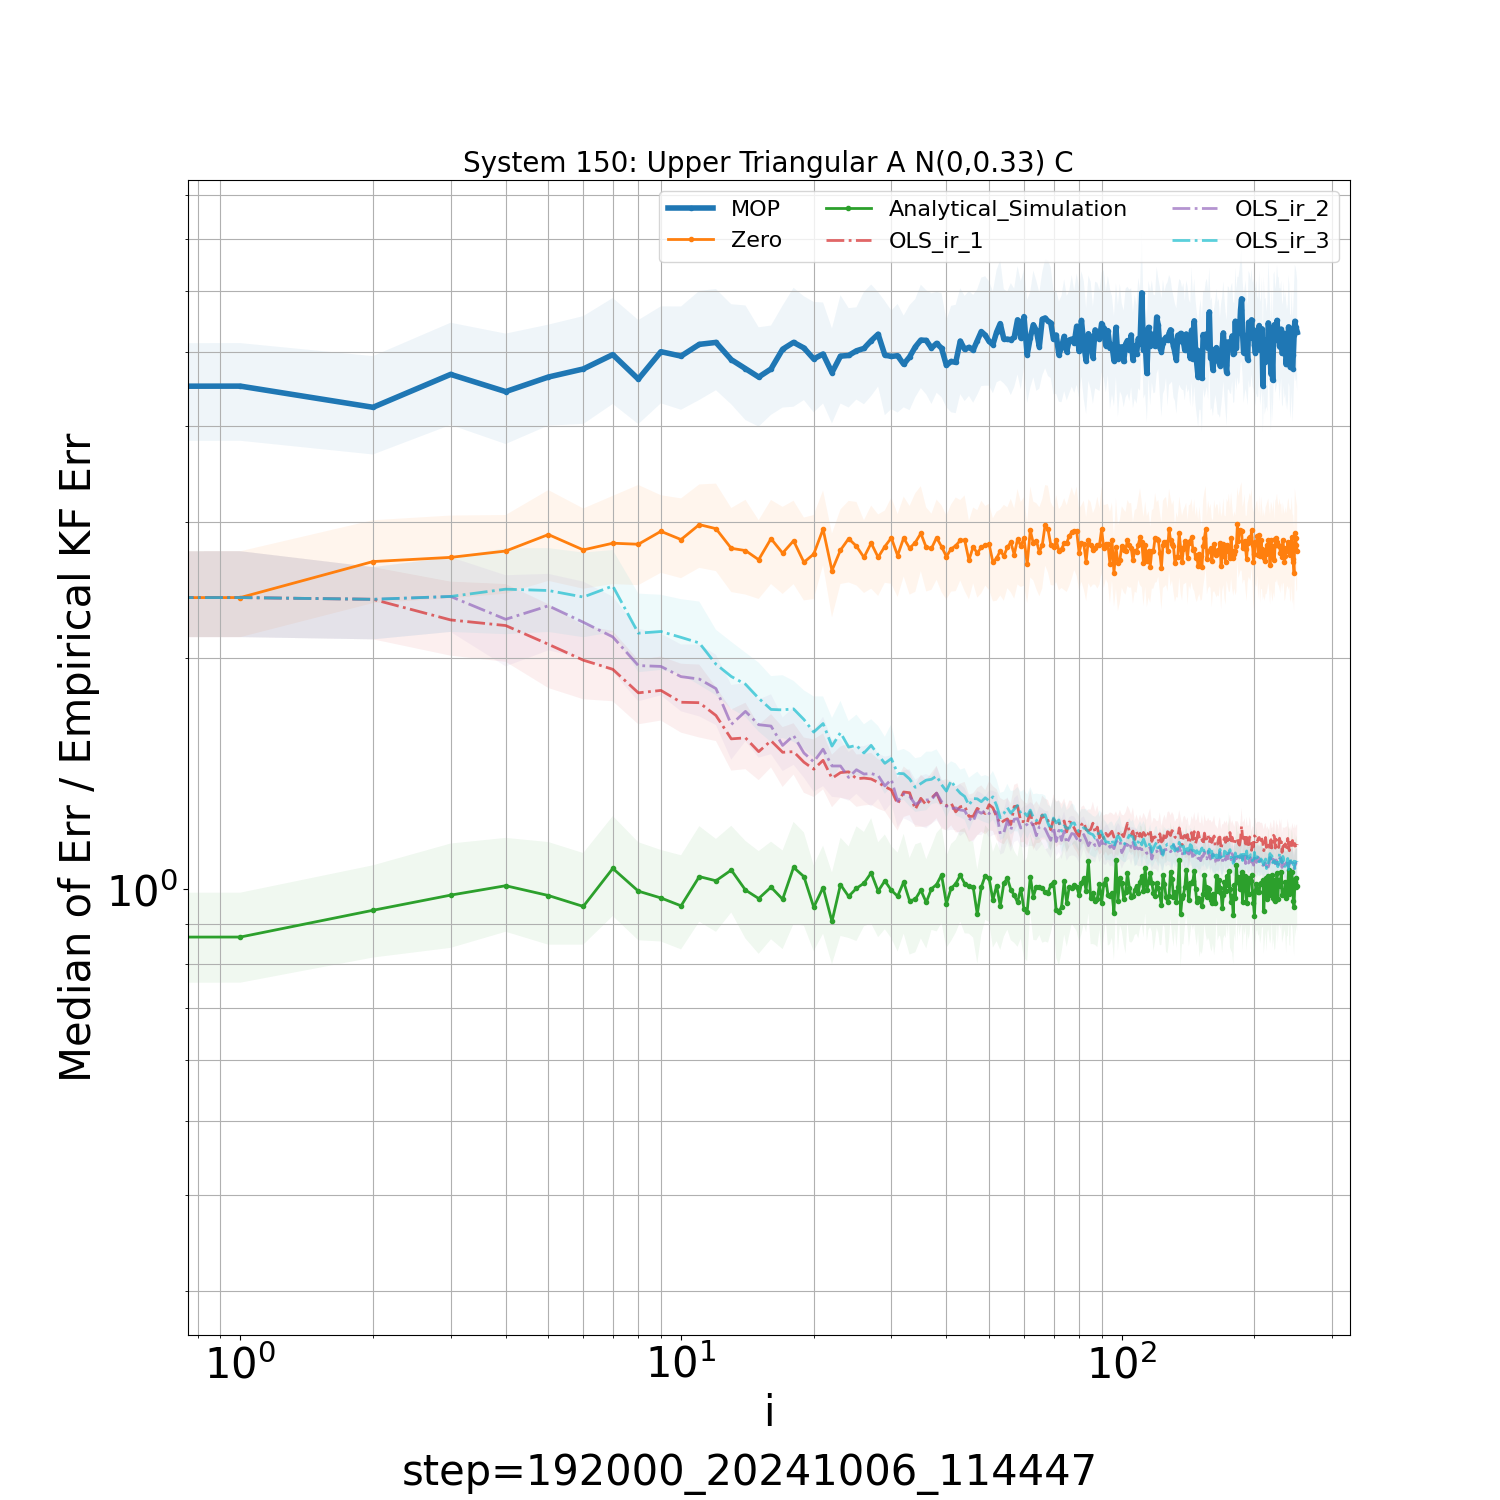 System 150: Upper Triangular A N(0,0.33) C
MOP
Zero
Analytical_Simulation
OLS_ir_1
OLS_ir_2
OLS_ir_3
Median of Err / Empirical KF Err
10⁰
10⁰ 10¹ 10²
i
step=192000_20241006_114447